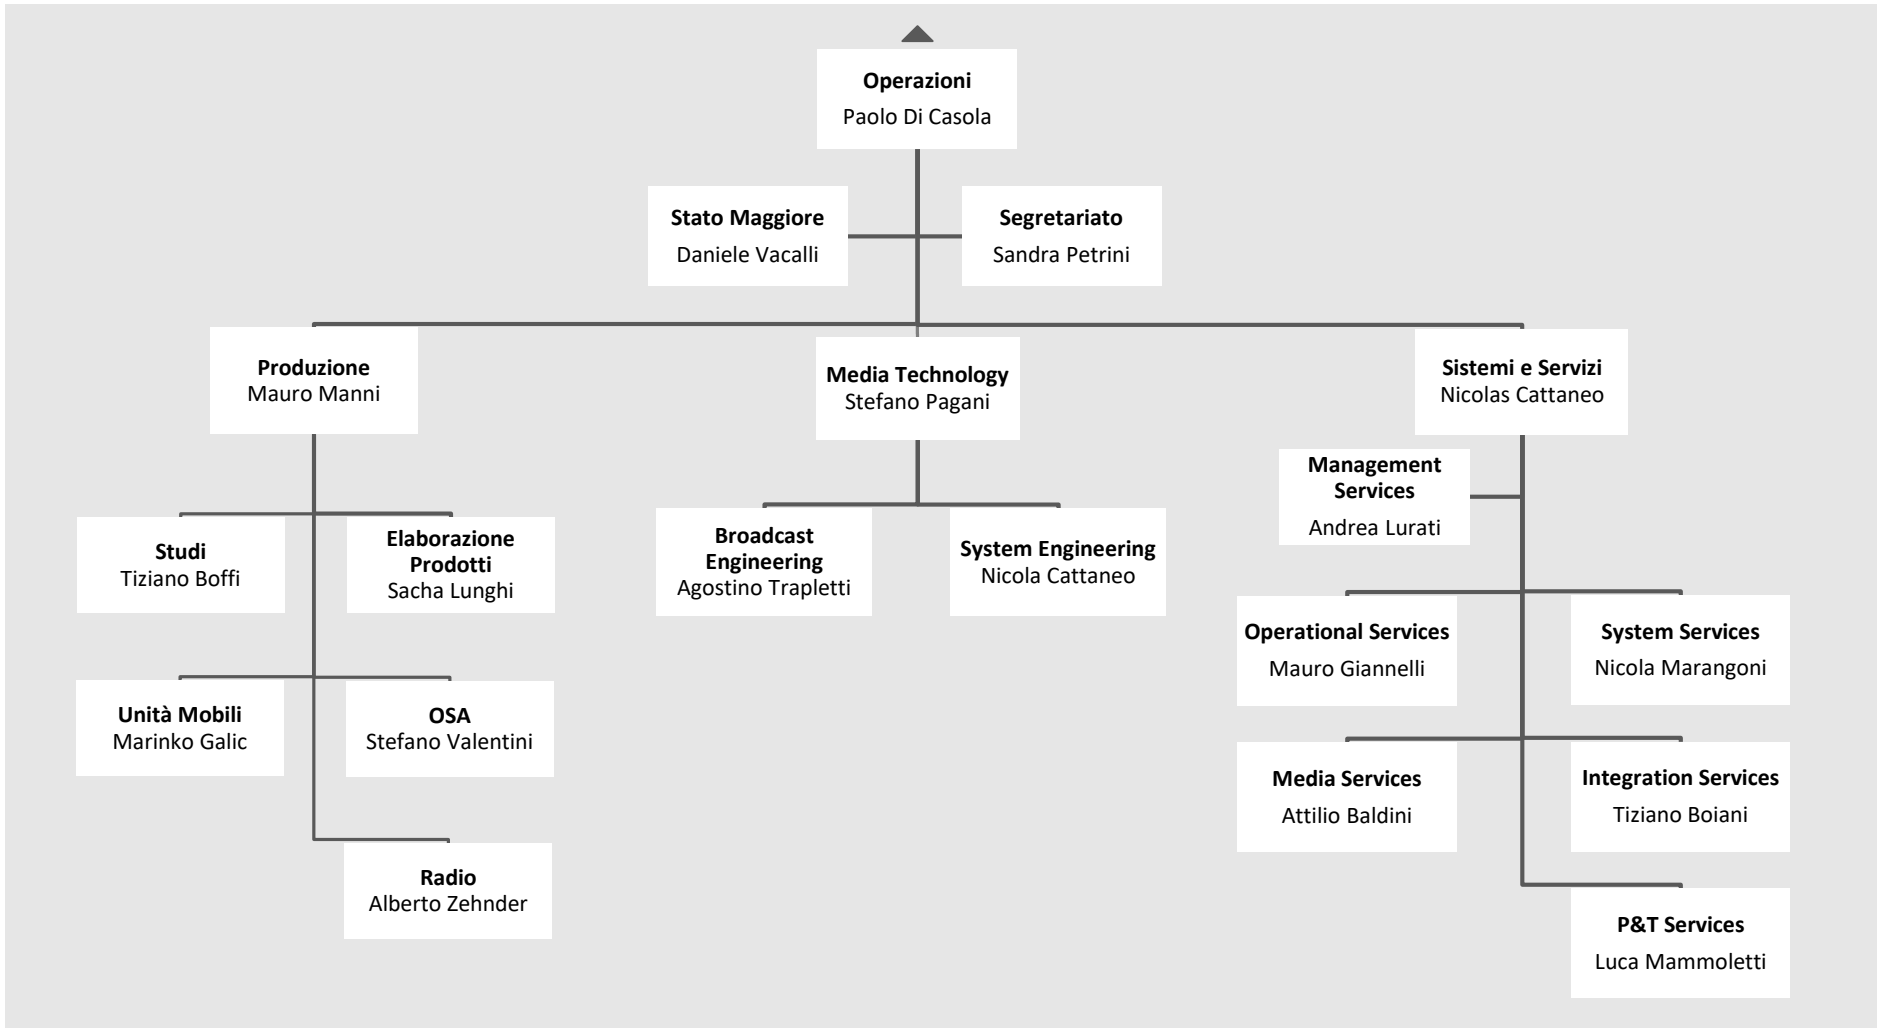 Operazioni
Paolo Di Casola
Stato Maggiore
Daniele Vacalli
Segretariato
Sandra Petrini
Produzione
Mauro Manni
Media Technology
Stefano Pagani
Sistemi e Servizi
Nicolas Cattaneo
Studi
Tiziano Boffi
Elaborazione
Prodotti
Sacha Lunghi
Unità Mobili
Marinko Galic
OSA
Stefano Valentini
Radio
Alberto Zehnder
Broadcast
Engineering
Agostino Trapletti
System Engineering
Nicola Cattaneo
Management
Services
Andrea Lurati
Operational Services
Mauro Giannelli
System Services
Nicola Marangoni
Media Services
Attilio Baldini
Integration Services
Tiziano Boiani
P&T Services
Luca Mammoletti